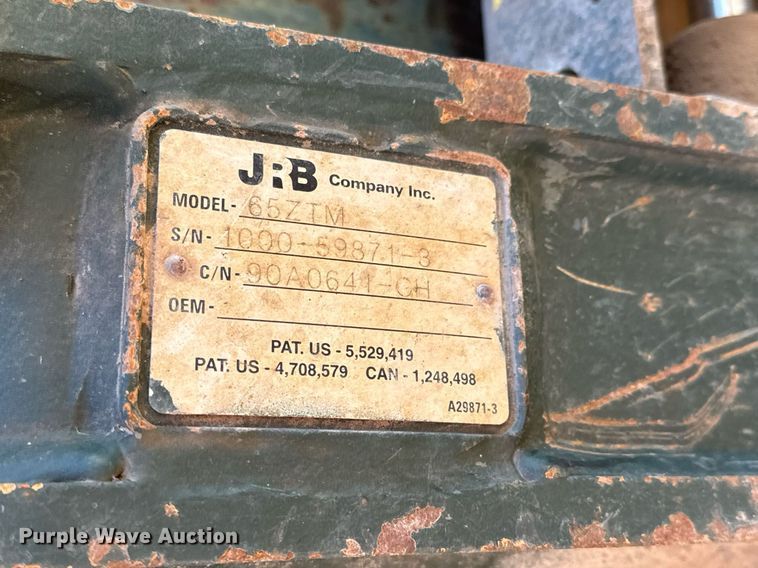 JRB Company Inc.
MODEL- 65ZTM
S/N- 1000-59871-3
C/N- 90A0641-CH
OEM-
PAT. US - 5,529,419
PAT. US - 4,708,579 CAN - 1,248,498
A29871-3
Purple Wave Auction